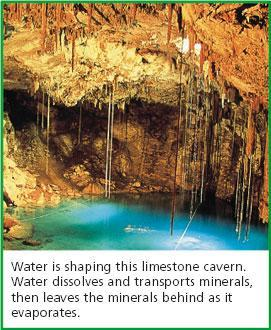 Water is shaping this limestone cavern.
Water dissolves and transports minerals,
then leaves the minerals behind as it
evaporates.